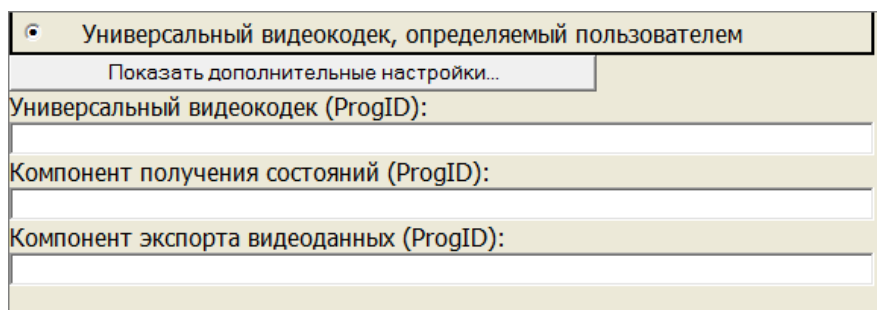 Универсальный видеокодек, определяемый пользователем
Показать дополнительные настройки...
Универсальный видеокодек (ProgID):
Компонент получения состояний (ProgID):
Компонент экспорта видеоданных (ProgID):